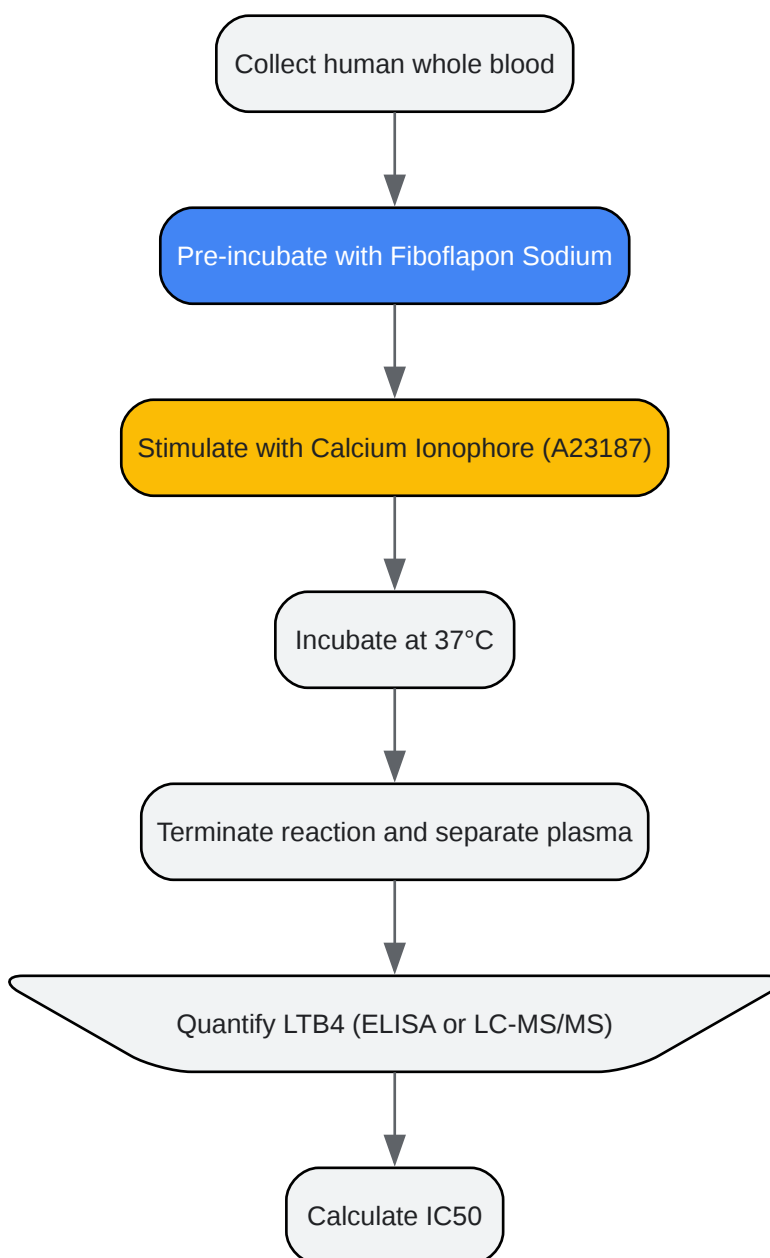 Collect human whole blood
Pre-incubate with Fiboflapon Sodium
Stimulate with Calcium Ionophore (A23187)
Incubate at 37°C
Terminate reaction and separate plasma
Quantify LTB4 (ELISA or LC-MS/MS)
Calculate IC50